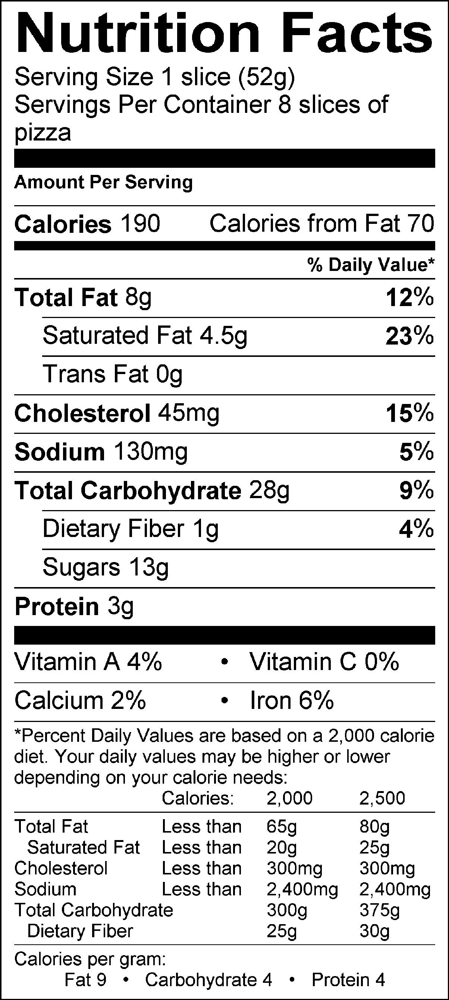 Nutrition Facts
Serving Size 1 slice (52g)
Servings Per Container 8 slices of
pizza
Amount Per Serving
Calories 190 Calories from Fat 70
% Daily Value*
Total Fat 8g 12%
Saturated Fat 4.5g 23%
Trans Fat 0g
Cholesterol 45mg 15%
Sodium 130mg 5%
Total Carbohydrate 28g 9%
Dietary Fiber 1g 4%
Sugars 13g
Protein 3g
Vitamin A 4% • Vitamin C 0%
Calcium 2% • Iron 6%
*Percent Daily Values are based on a 2,000 calorie
diet. Your daily values may be higher or lower
depending on your calorie needs:
Calories: 2,000 2,500
Total Fat Less than 65g 80g
Saturated Fat Less than 20g 25g
Cholesterol Less than 300mg 300mg
Sodium Less than 2,400mg 2,400mg
Total Carbohydrate 300g 375g
Dietary Fiber 25g 30g
Calories per gram:
Fat 9 • Carbohydrate 4 • Protein 4